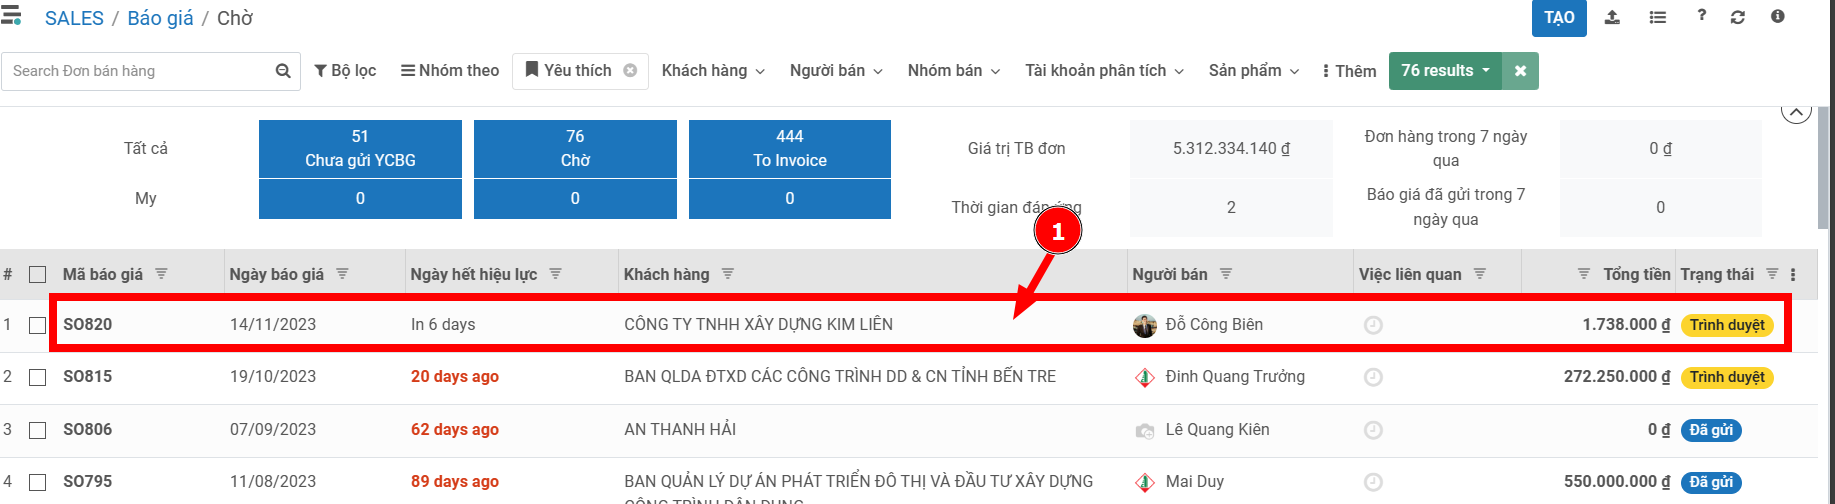 SALES / Báo giá / Chờ
TẠO
Search Đơn bán hàng
Bộ lọc
Nhóm theo
Yêu thích
Khách hàng
Người bán
Nhóm bán
Tài khoản phân tích
Sản phẩm
Thêm
76 results
Tất cả
51
Chưa gửi YCBG
76
Chờ
444
To Invoice
Giá trị TB đơn
5.312.334.140 ₫
Đơn hàng trong 7 ngày
qua
0 ₫
My
0
0
0
Thời gian đáp ứng
2
Báo giá đã gửi trong 7
ngày qua
0
1
# Mã báo giá Ngày báo giá Ngày hết hiệu lực Khách hàng Người bán Việc liên quan Tổng tiền Trạng thái
1 SO820 14/11/2023 In 6 days CÔNG TY TNHH XÂY DỰNG KIM LIÊN Đỗ Công Biên 1.738.000 ₫ Trình duyệt
2 SO815 19/10/2023 20 days ago BAN QLDA ĐTXD CÁC CÔNG TRÌNH DD & CN TỈNH BẾN TRE Đinh Quang Trưởng 272.250.000 ₫ Trình duyệt
3 SO806 07/09/2023 62 days ago AN THANH HẢI Lê Quang Kiên 0 ₫ Đã gửi
4 SO795 11/08/2023 89 days ago BAN QUẢN LÝ DỰ ÁN PHÁT TRIỂN ĐÔ THỊ VÀ ĐẦU TƯ XÂY DỰNG Mai Duy 550.000.000 ₫ Đã gửi